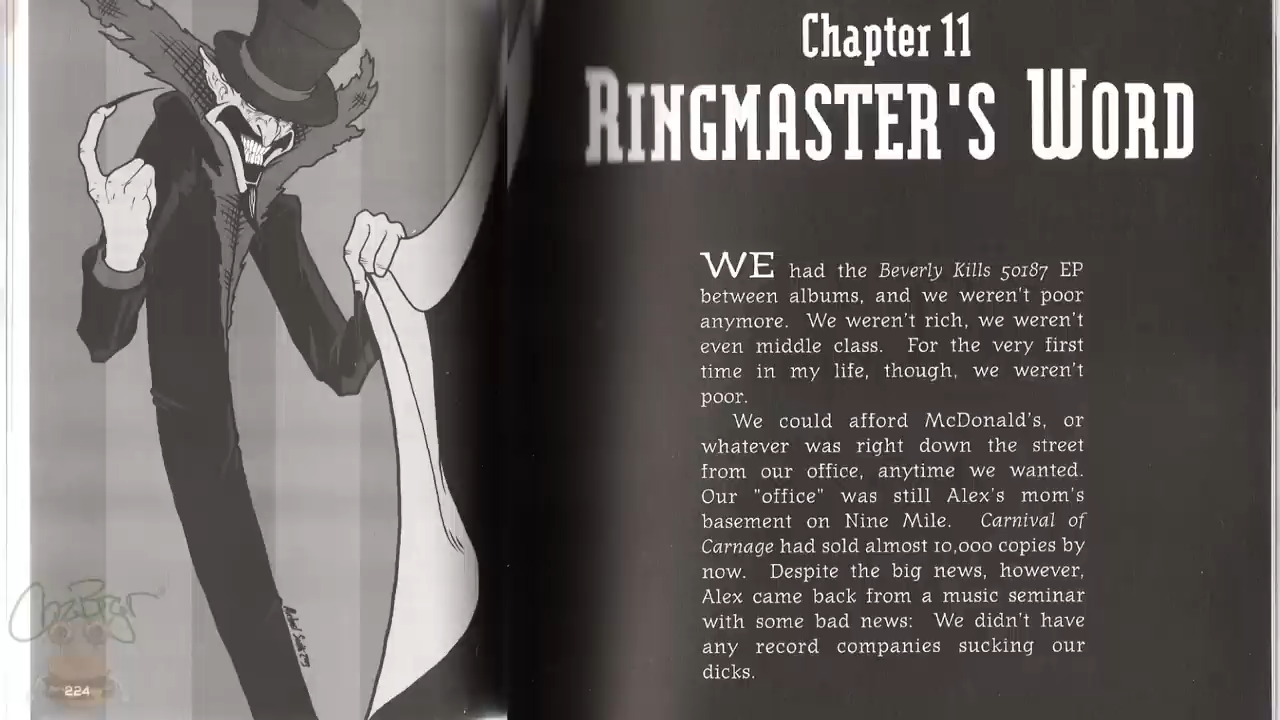 Chapter 11
RINGMASTER'S WORD
WE had the Beverly Kills 50187 EP
between albums, and we weren't poor
anymore. We weren't rich, we weren't
even middle class. For the very first
time in my life, though, we weren't
poor.
We could afford McDonald's, or
whatever was right down the street
from our office, anytime we wanted.
Our "office" was still Alex's mom's
basement on Nine Mile. Carnival of
Carnage had sold almost 10,000 copies by
now. Despite the big news, however,
Alex came back from a music seminar
with some bad news: We didn't have
any record companies sucking our
dicks.
224